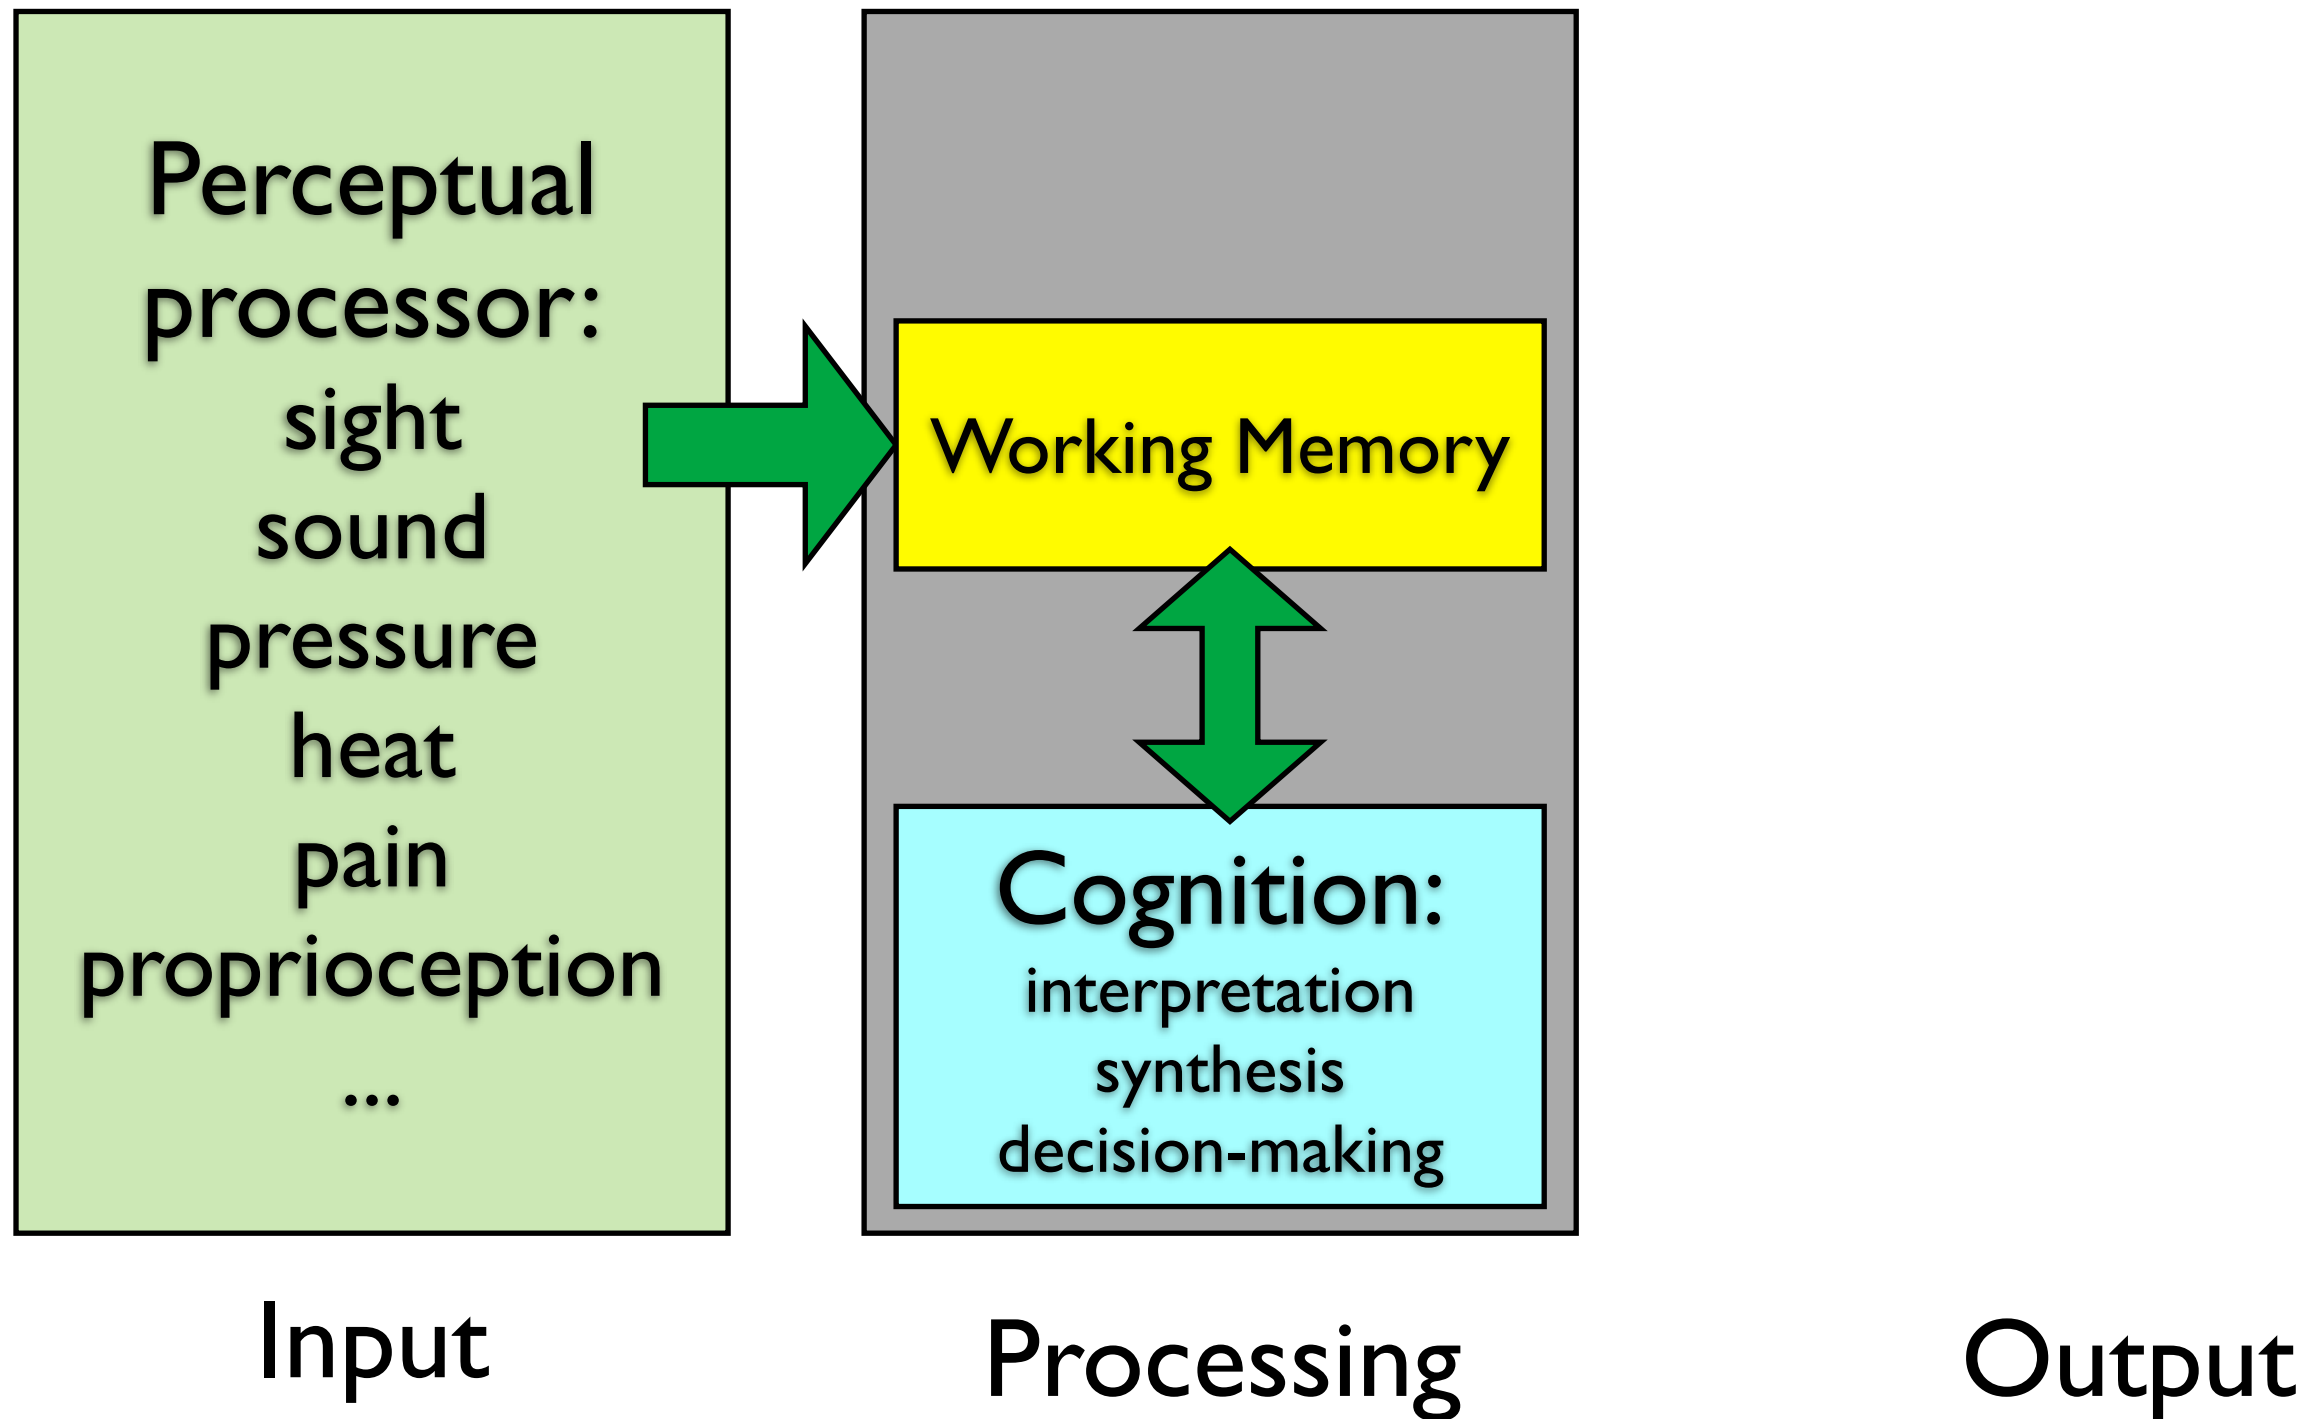 Perceptual
processor:
sight
sound
pressure
heat
pain
proprioception
...
Working Memory
Cognition:
interpretation
synthesis
decision-making
Input
Processing
Output